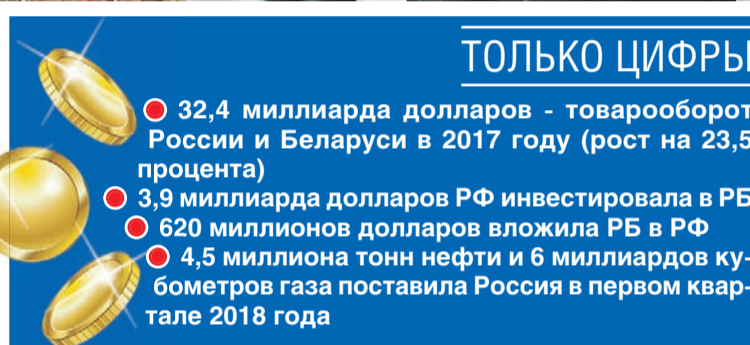 ТОЛЬКО ЦИФРЫ
32,4 миллиарда долларов - товарооборот
России и Беларуси в 2017 году (рост на 23,5
процента)
3,9 миллиарда долларов РФ инвестировала в РБ
620 миллионов долларов вложила РБ в РФ
4,5 миллиона тонн нефти и 6 миллиардов ку-
бометров газа поставила Россия в первом квар-
тале 2018 года